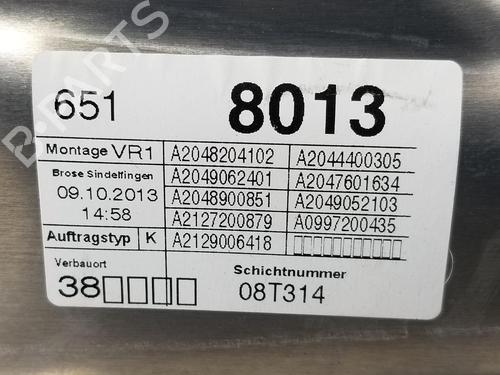 651 8013
Montage VR1 A2048204102 A2044400305
Brose Sindelfingen A2049062401 A2047601634
09.10.2013 A2048900851 A2049052103
14:58 A2127200879 A0997200435
Auftragstyp K A2129006418
Verbauort Schichtnummer
38 08T314
B-PARTS